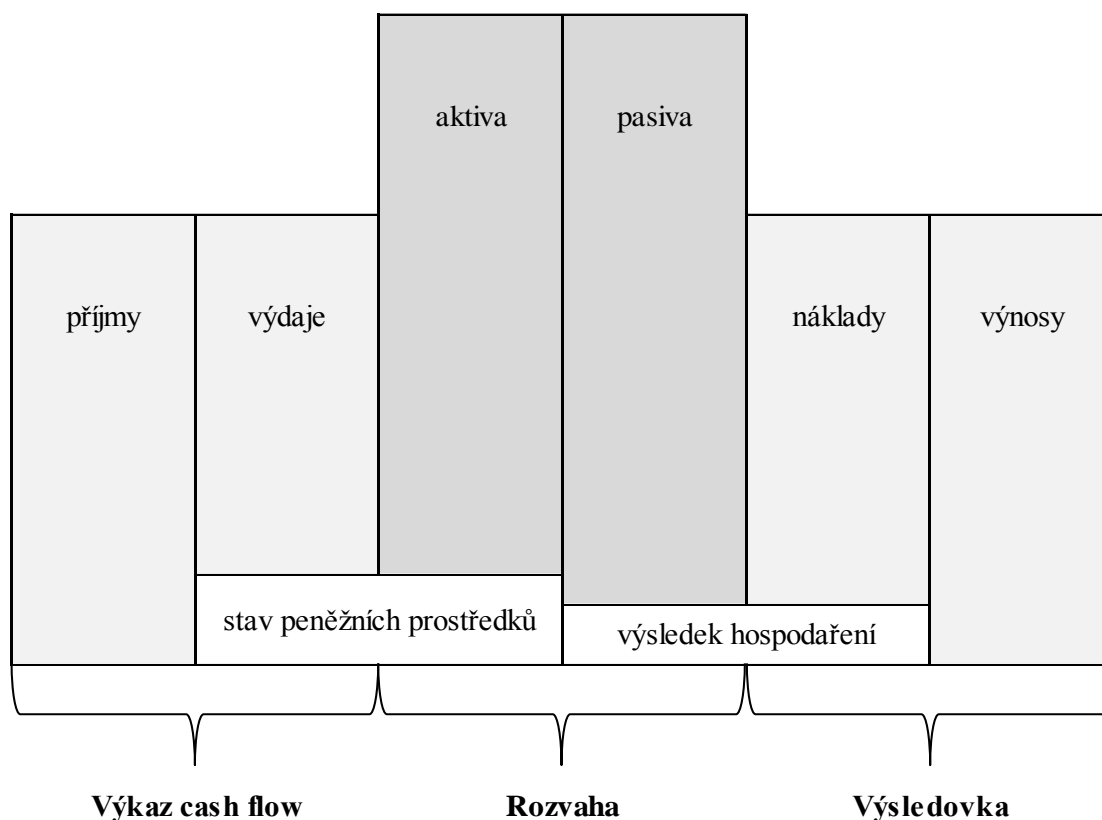 aktiva
pasiva
příjmy
výdaje
náklady
výnosy
stav peněžních prostředků
výsledek hospodaření
Výkaz cash flow
Rozvaha
Výsledovka